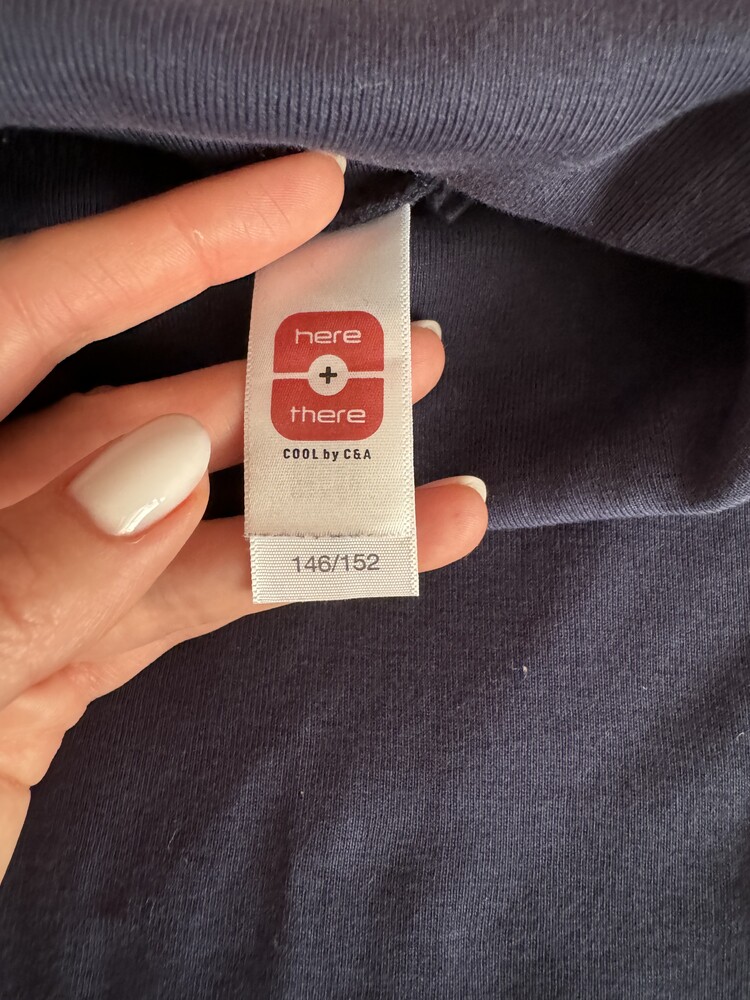 here
+
there
COOL by C&A
146/152